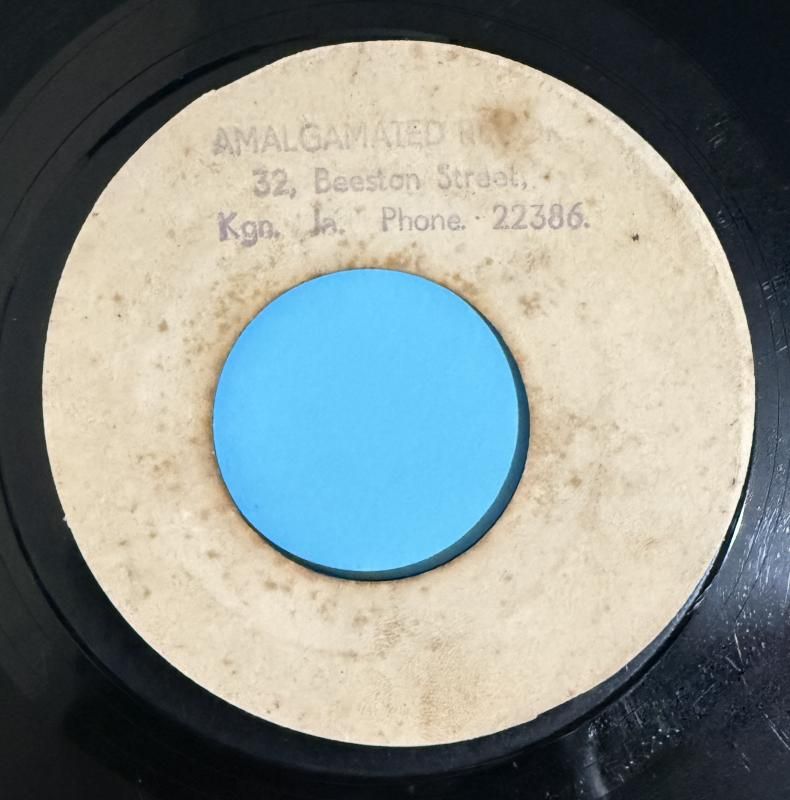 AMALGAMATED
32, Beeston Street,
Kgn. Ja. Phone. 22386.